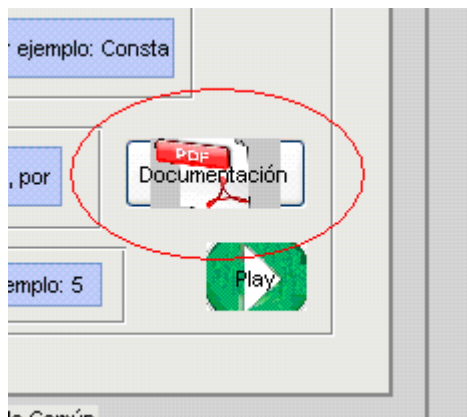 ejemplo: Consta
PDF
, por
Documentación
emplo: 5
Play